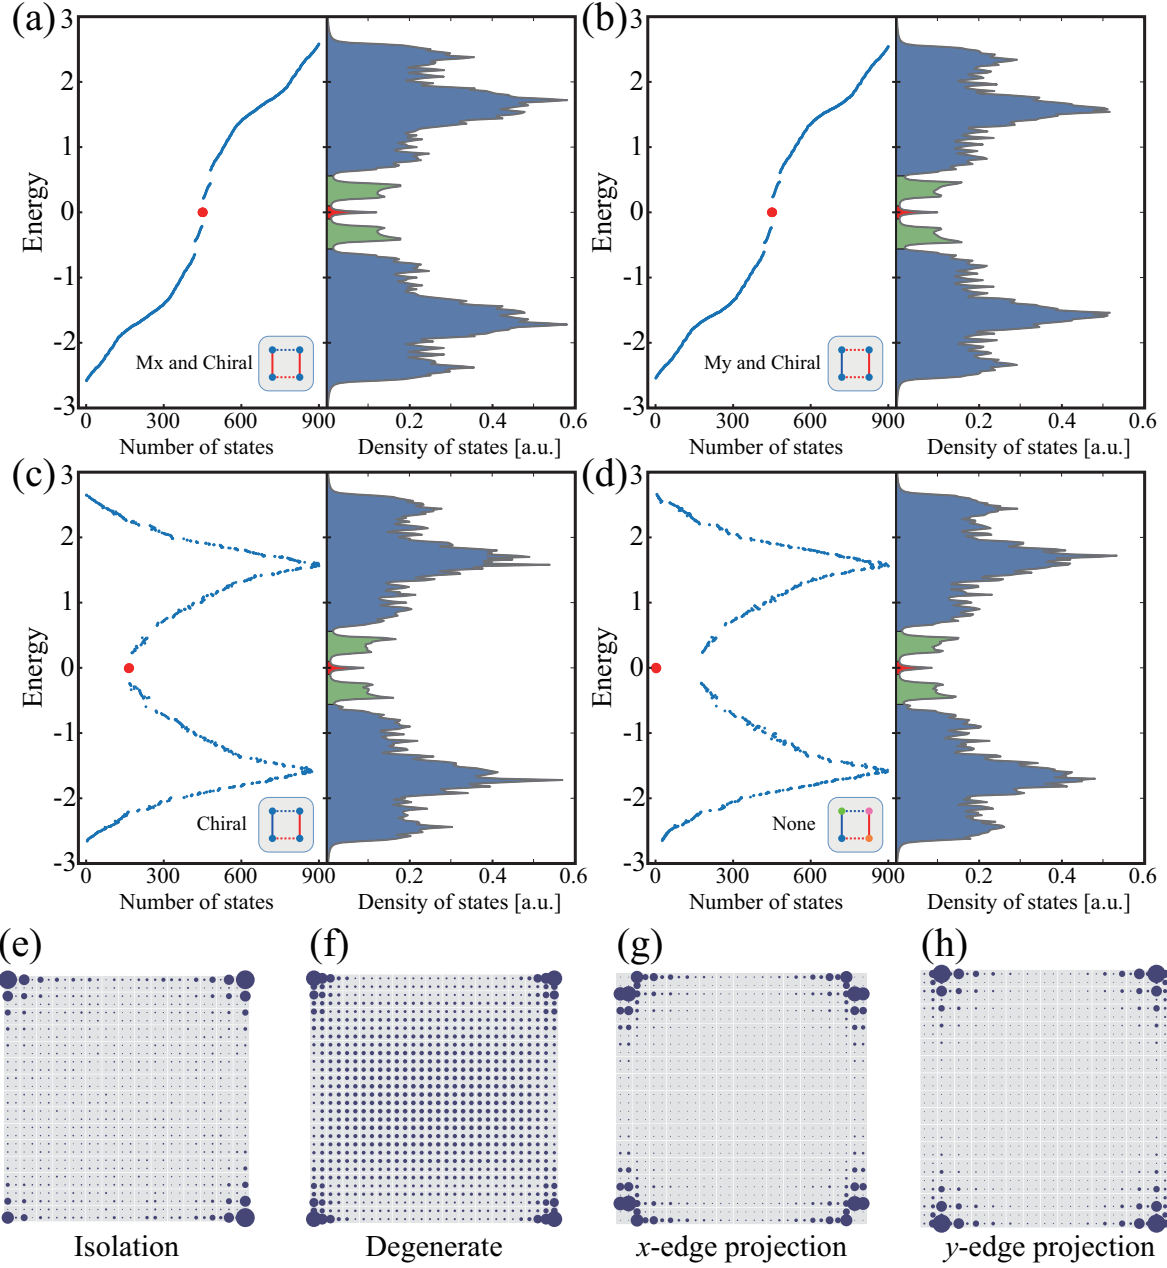 (a)
3
2
1
0
-1
-2
-3
Energy
Mx and Chiral
0 300 600 900
0.2 0.4 0.6
Number of states
Density of states [a.u.]
(b)
3
2
1
0
-1
-2
-3
Energy
My and Chiral
0 300 600 900
0.2 0.4 0.6
Number of states
Density of states [a.u.]
(c)
3
2
1
0
-1
-2
-3
Energy
Chiral
0 300 600 900
0.2 0.4 0.6
Number of states
Density of states [a.u.]
(d)
3
2
1
0
-1
-2
-3
Energy
None
0 300 600 900
0.2 0.4 0.6
Number of states
Density of states [a.u.]
(e)
Isolation
(f)
Degenerate
(g)
x-edge projection
(h)
y-edge projection